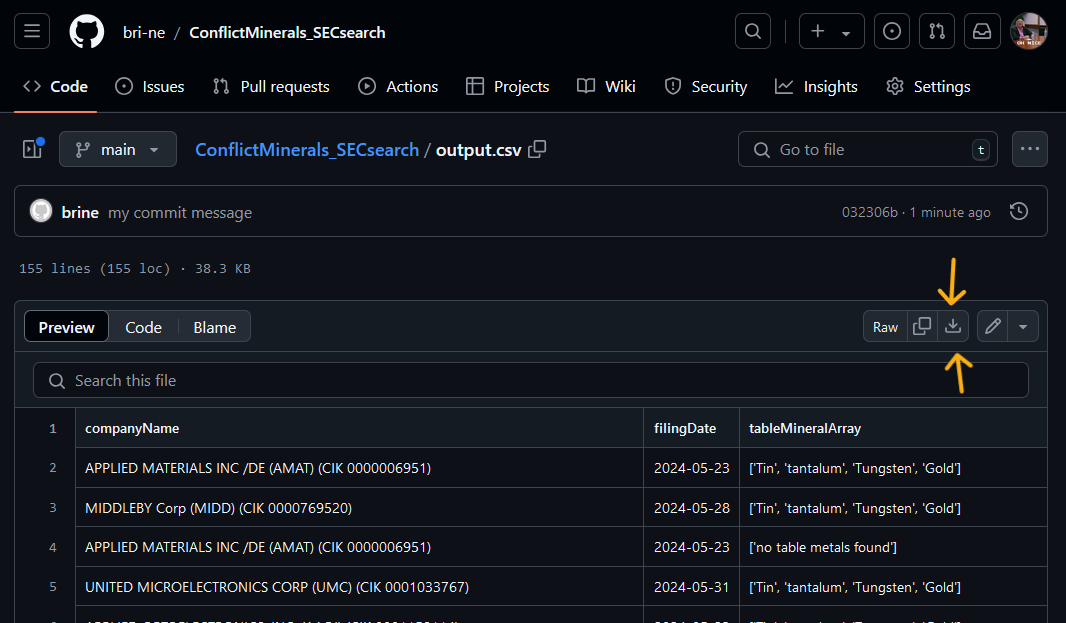 bri-ne / ConflictMinerals_SECsearch
Code Issues Pull requests Actions Projects Wiki Security Insights Settings
main ConflictMinerals_SECsearch / output.csv Go to file t
brine my commit message 032306b · 1 minute ago
155 lines (155 loc) · 38.3 KB
Preview Code Blame Raw
Search this file
1 companyName filingDate tableMineralArray
2 APPLIED MATERIALS INC /DE (AMAT) (CIK 0000006951) 2024-05-23 ['Tin', 'tantalum', 'Tungsten', 'Gold']
3 MIDDLEBY Corp (MIDD) (CIK 0000769520) 2024-05-28 ['Tin', 'tantalum', 'Tungsten', 'Gold']
4 APPLIED MATERIALS INC /DE (AMAT) (CIK 0000006951) 2024-05-23 ['no table metals found']
5 UNITED MICROELECTRONICS CORP (UMC) (CIK 0001033767) 2024-05-31 ['Tin', 'tantalum', 'Tungsten', 'Gold']